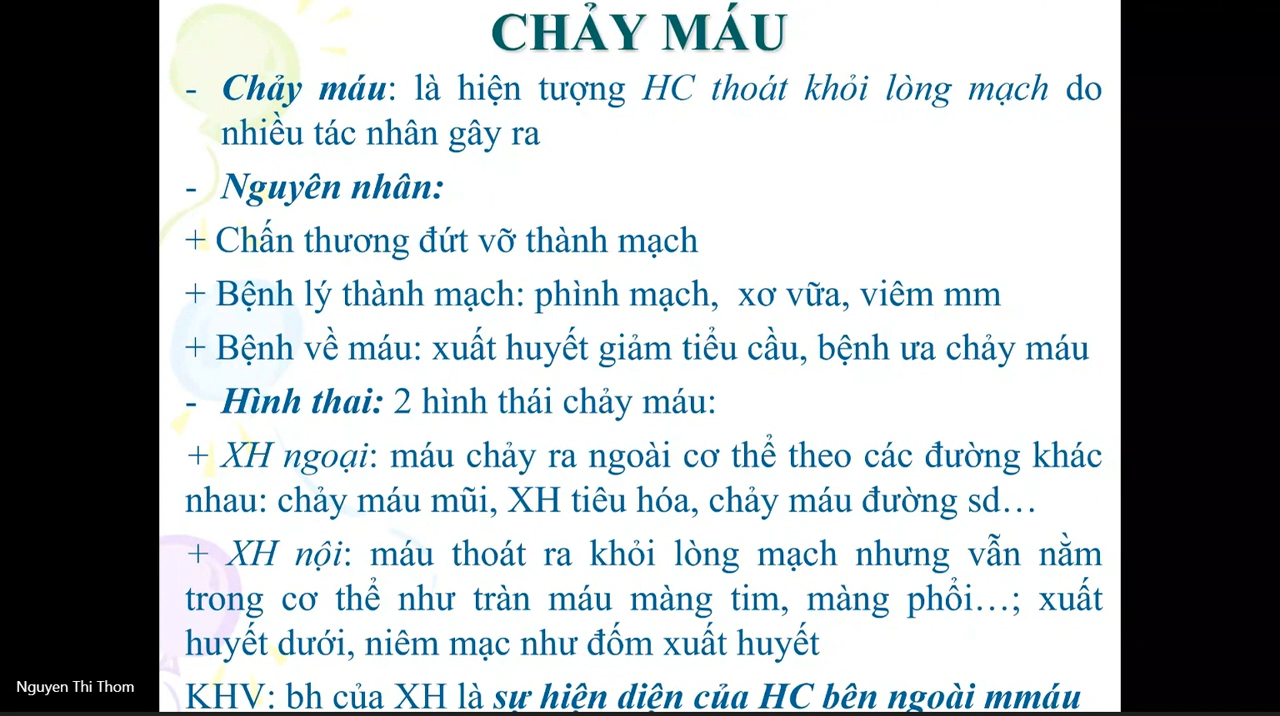 CHẢY MÁU
- Chảy máu: là hiện tượng HC thoát khỏi lòng mạch do
nhiều tác nhân gây ra
- Nguyên nhân:
+ Chấn thương đứt vỡ thành mạch
+ Bệnh lý thành mạch: phình mạch, xơ vữa, viêm mm
+ Bệnh về máu: xuất huyết giảm tiểu cầu, bệnh ưa chảy máu
- Hình thai: 2 hình thái chảy máu:
+ XH ngoại: máu chảy ra ngoài cơ thể theo các đường khác
nhau: chảy máu mũi, XH tiêu hóa, chảy máu đường sd…
+ XH nội: máu thoát ra khỏi lòng mạch nhưng vẫn nằm
trong cơ thể như tràn máu màng tim, màng phổi…; xuất
huyết dưới, niêm mạc như đốm xuất huyết
KHV: bh của XH là sự hiện diện của HC bên ngoài mmáu
Nguyen Thi Thom